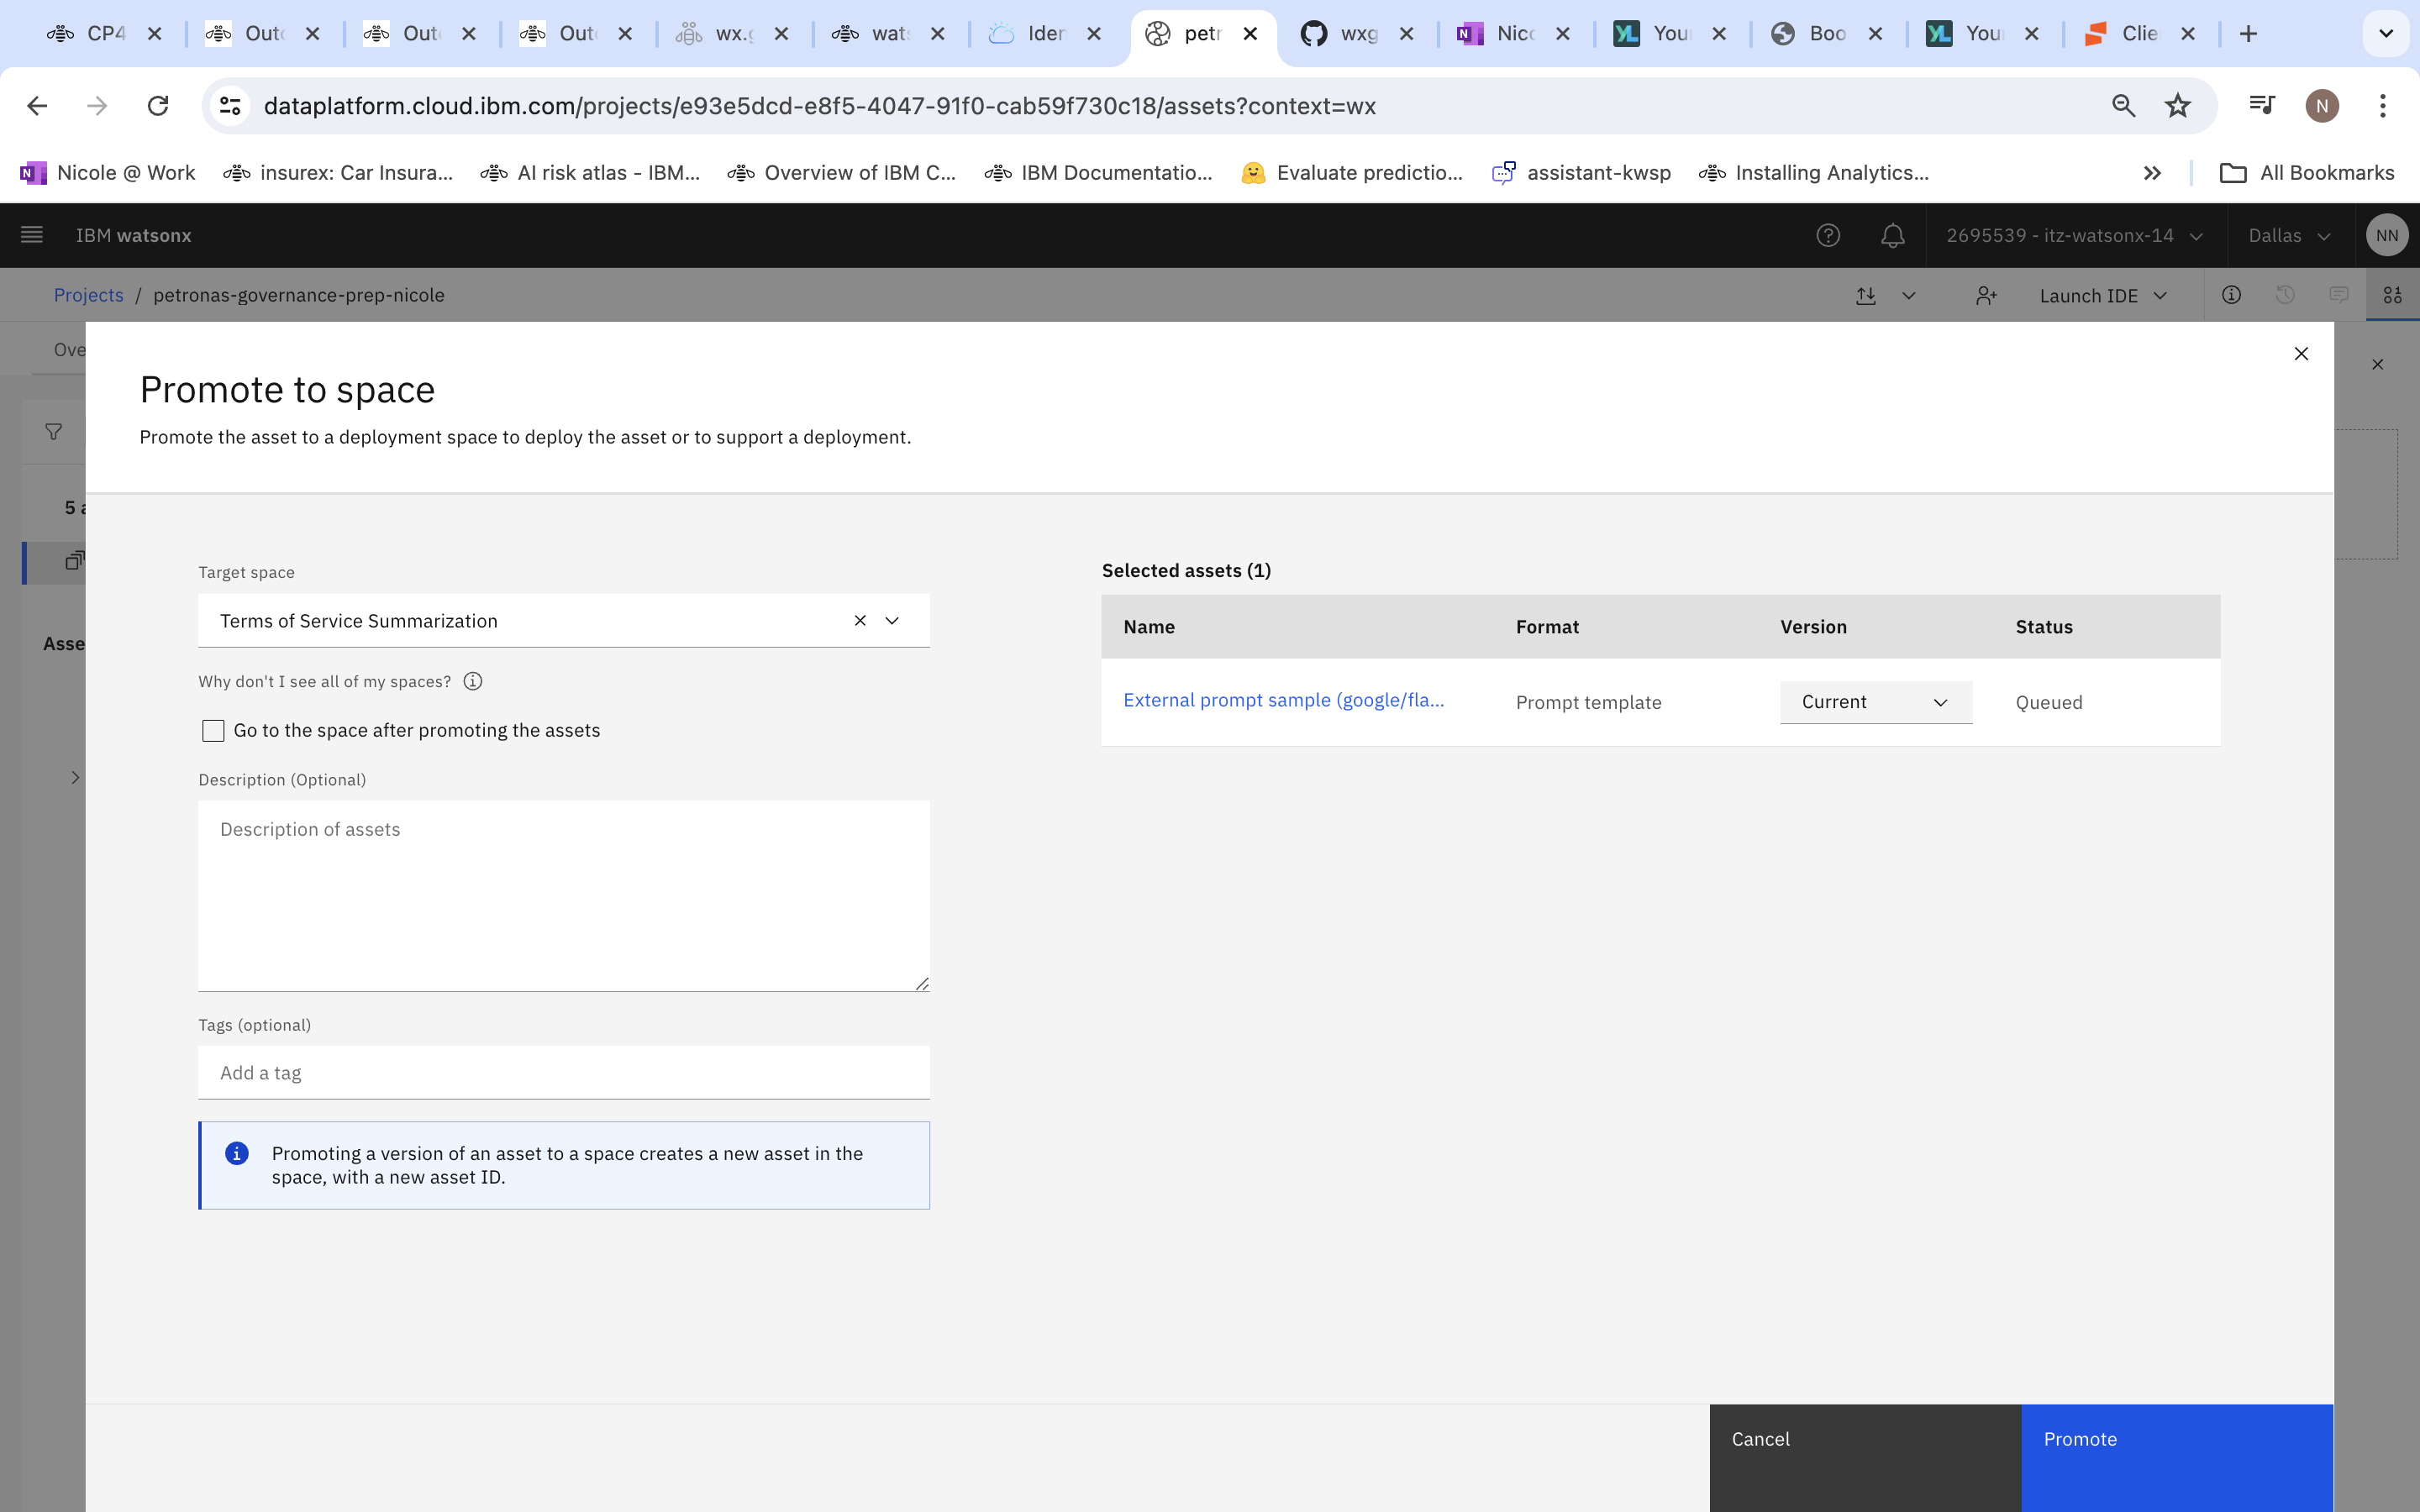 CP4
Out
Out
Out
wx.g
wat
Iden
petr
wxg
Nico
You
Boo
You
Clie
dataplatform.cloud.ibm.com/projects/e93e5dcd-e8f5-4047-91f0-cab59f730c18/assets?context=wx
N
Nicole @ Work
insurex: Car Insura...
AI risk atlas - IBM...
Overview of IBM C...
IBM Documentatio...
Evaluate predictio...
assistant-kwsp
Installing Analytics...
All Bookmarks
IBM watsonx
2695539 - itz-watsonx-14
Dallas
NN
Projects / petronas-governance-prep-nicole
Launch IDE
Ove
Promote to space
Promote the asset to a deployment space to deploy the asset or to support a deployment.
5 a
Asse
Target space
Terms of Service Summarization
Why don't I see all of my spaces?
Go to the space after promoting the assets
Description (Optional)
Description of assets
Tags (optional)
Add a tag
Promoting a version of an asset to a space creates a new asset in the
space, with a new asset ID.
Selected assets (1)
Name Format Version Status
External prompt sample (google/fla... Prompt template Current Queued
Cancel
Promote